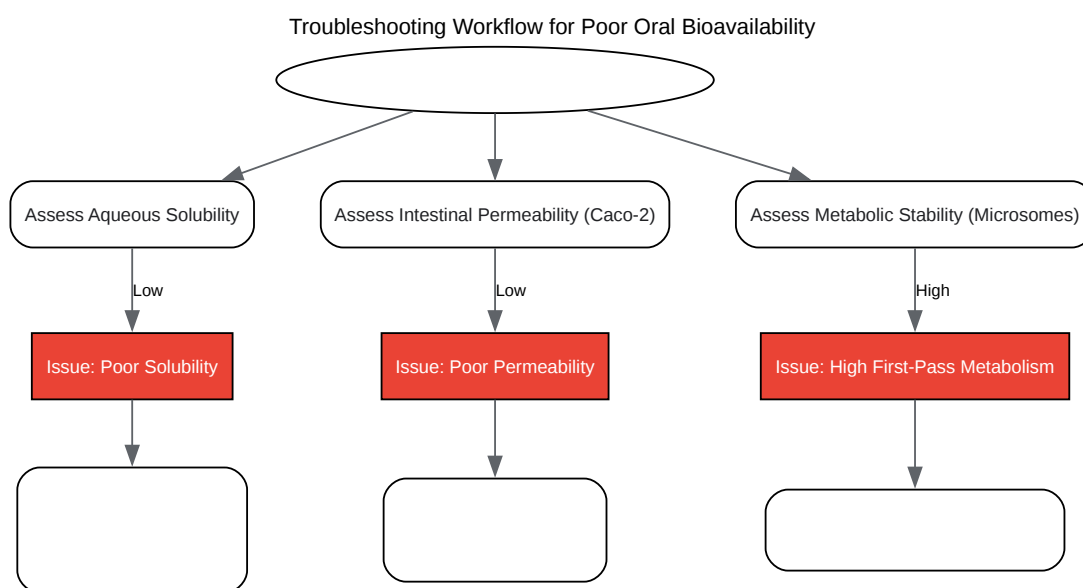 Troubleshooting Workflow for Poor Oral Bioavailability
Assess Aqueous Solubility
Assess Intestinal Permeability (Caco-2)
Assess Metabolic Stability (Microsomes)
Low
Low
High
Issue: Poor Solubility
Issue: Poor Permeability
Issue: High First-Pass Metabolism